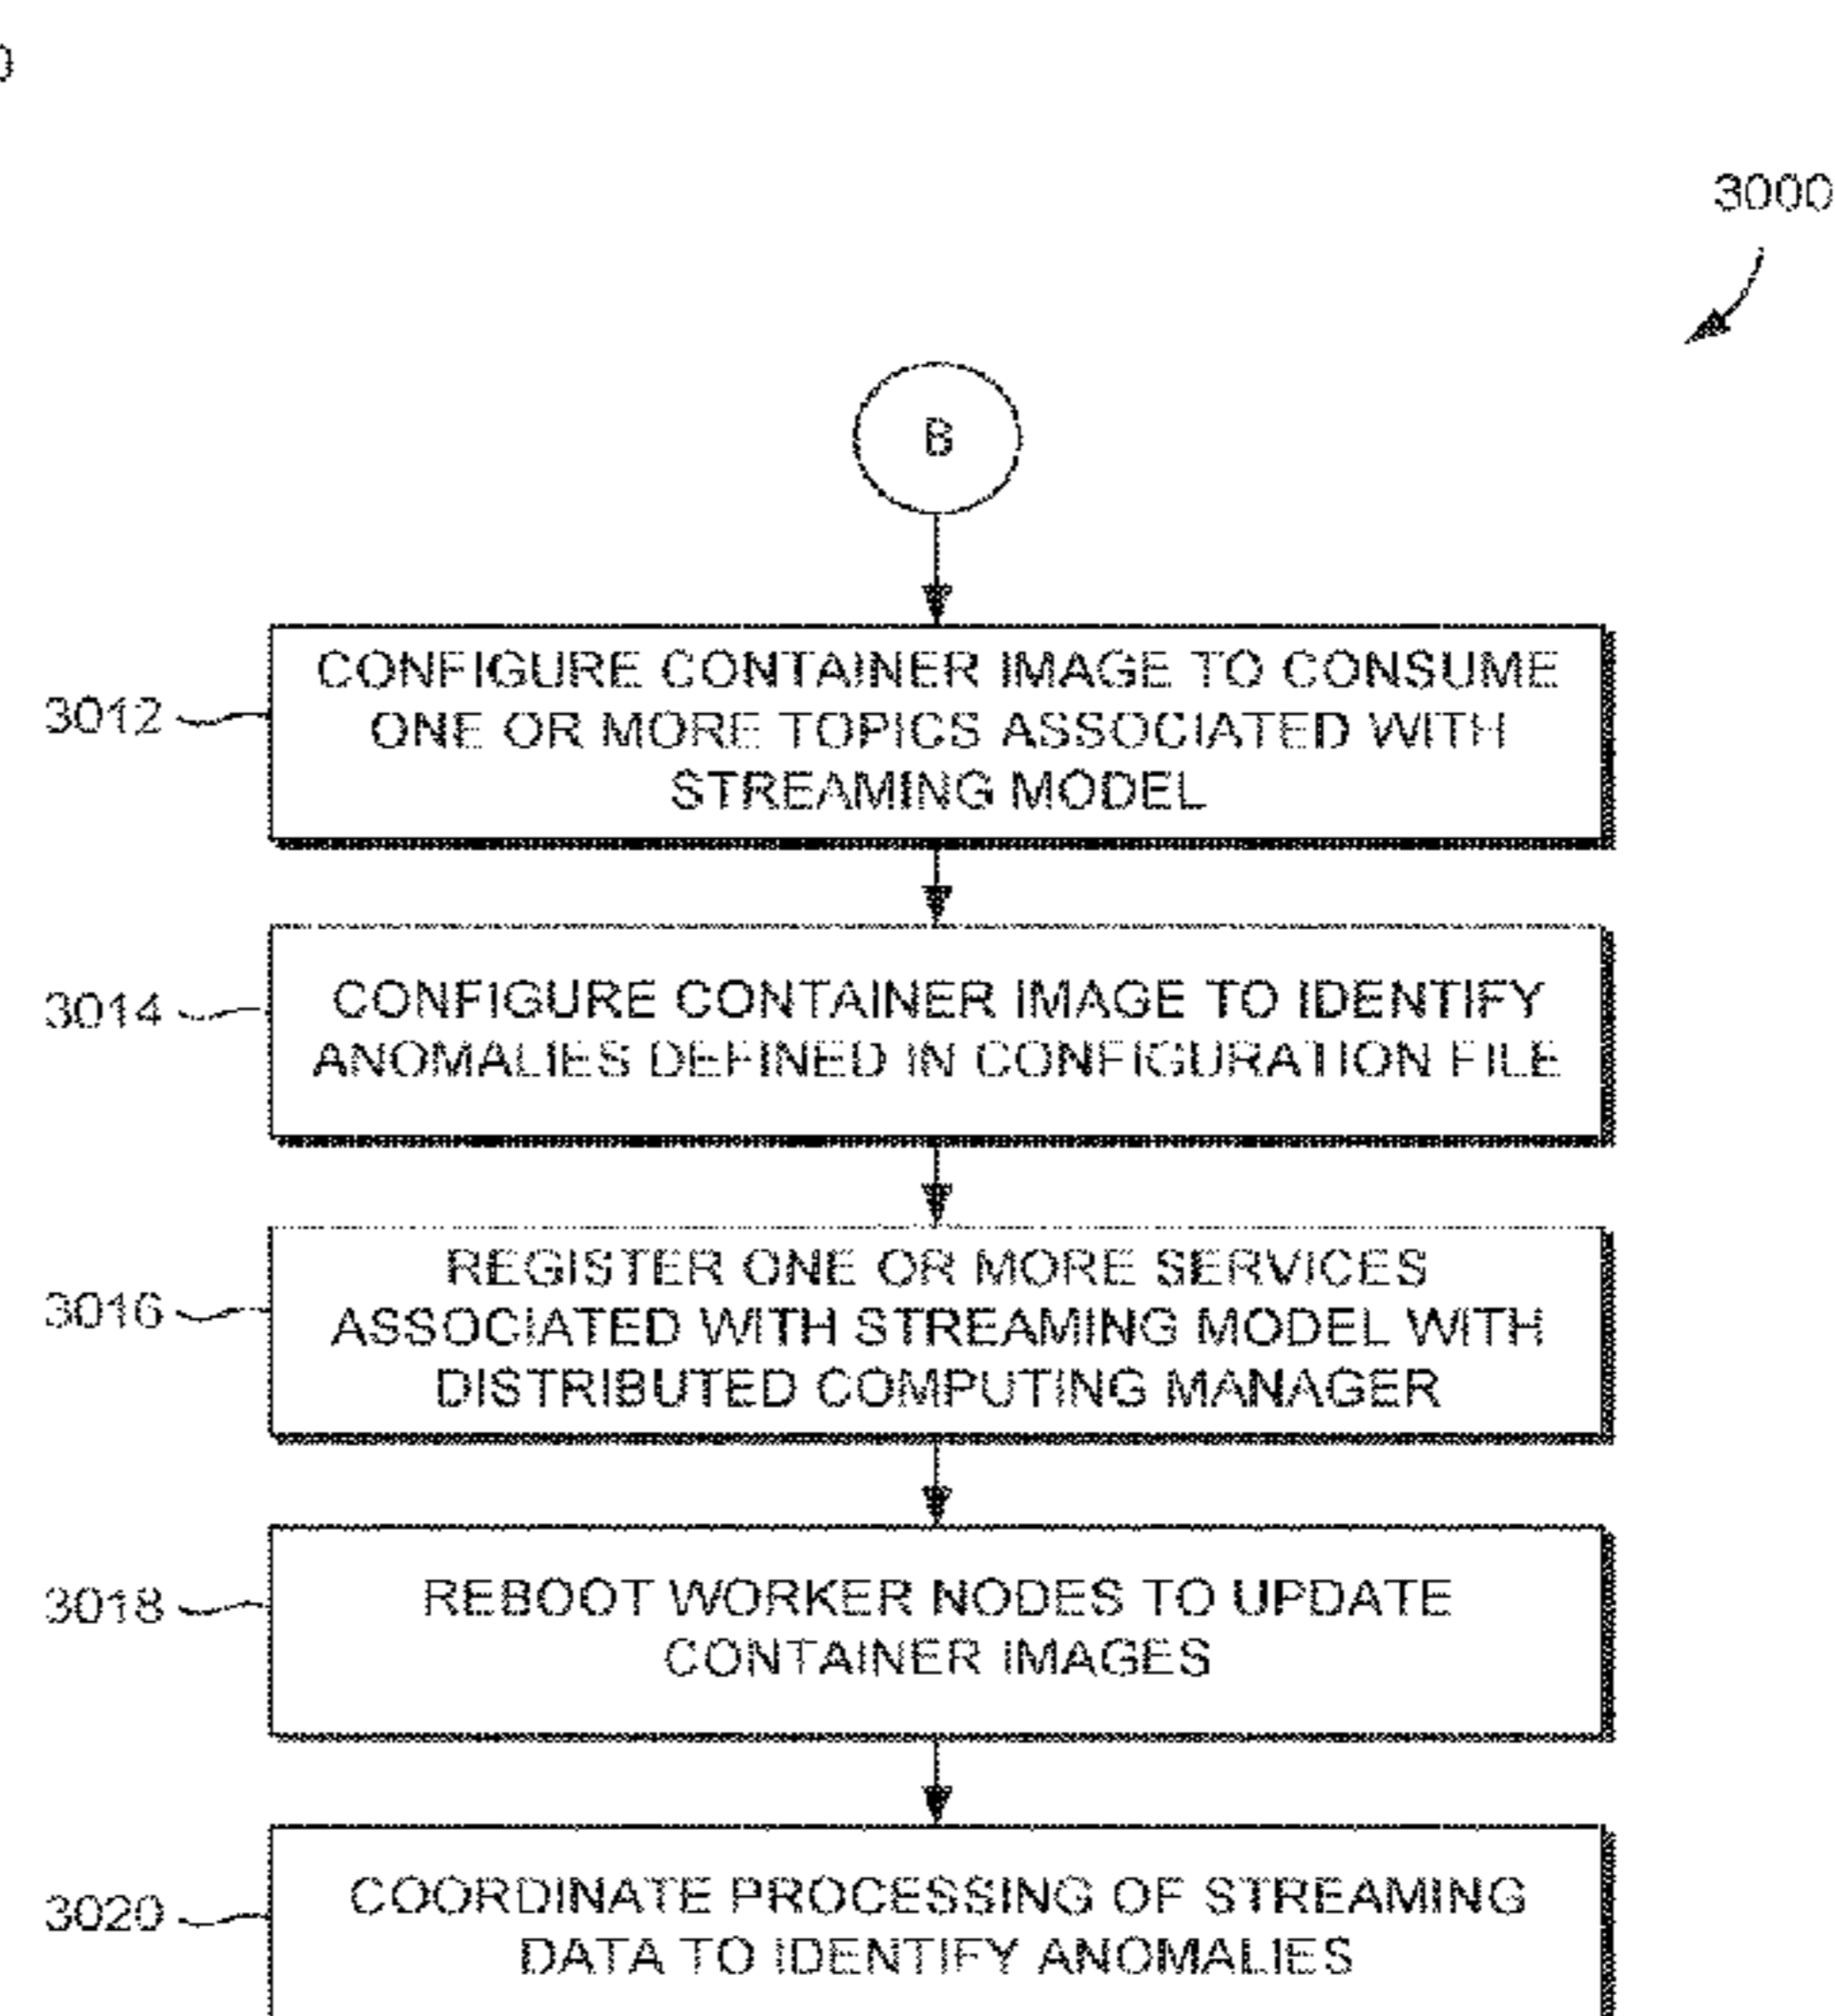 3000
B
3012
CONFIGURE CONTAINER IMAGE TO CONSUME
ONE OR MORE TOPICS ASSOCIATED WITH
STREAMING MODEL
3014
CONFIGURE CONTAINER IMAGE TO IDENTIFY
ANOMALIES DEFINED IN CONFIGURATION FILE
3016
REGISTER ONE OR MORE SERVICES
ASSOCIATED WITH STREAMING MODEL WITH
DISTRIBUTED COMPUTING MANAGER
3018
REBOOT WORKER NODES TO UPDATE
CONTAINER IMAGES
3020
COORDINATE PROCESSING OF STREAMING
DATA TO IDENTIFY ANOMALIES